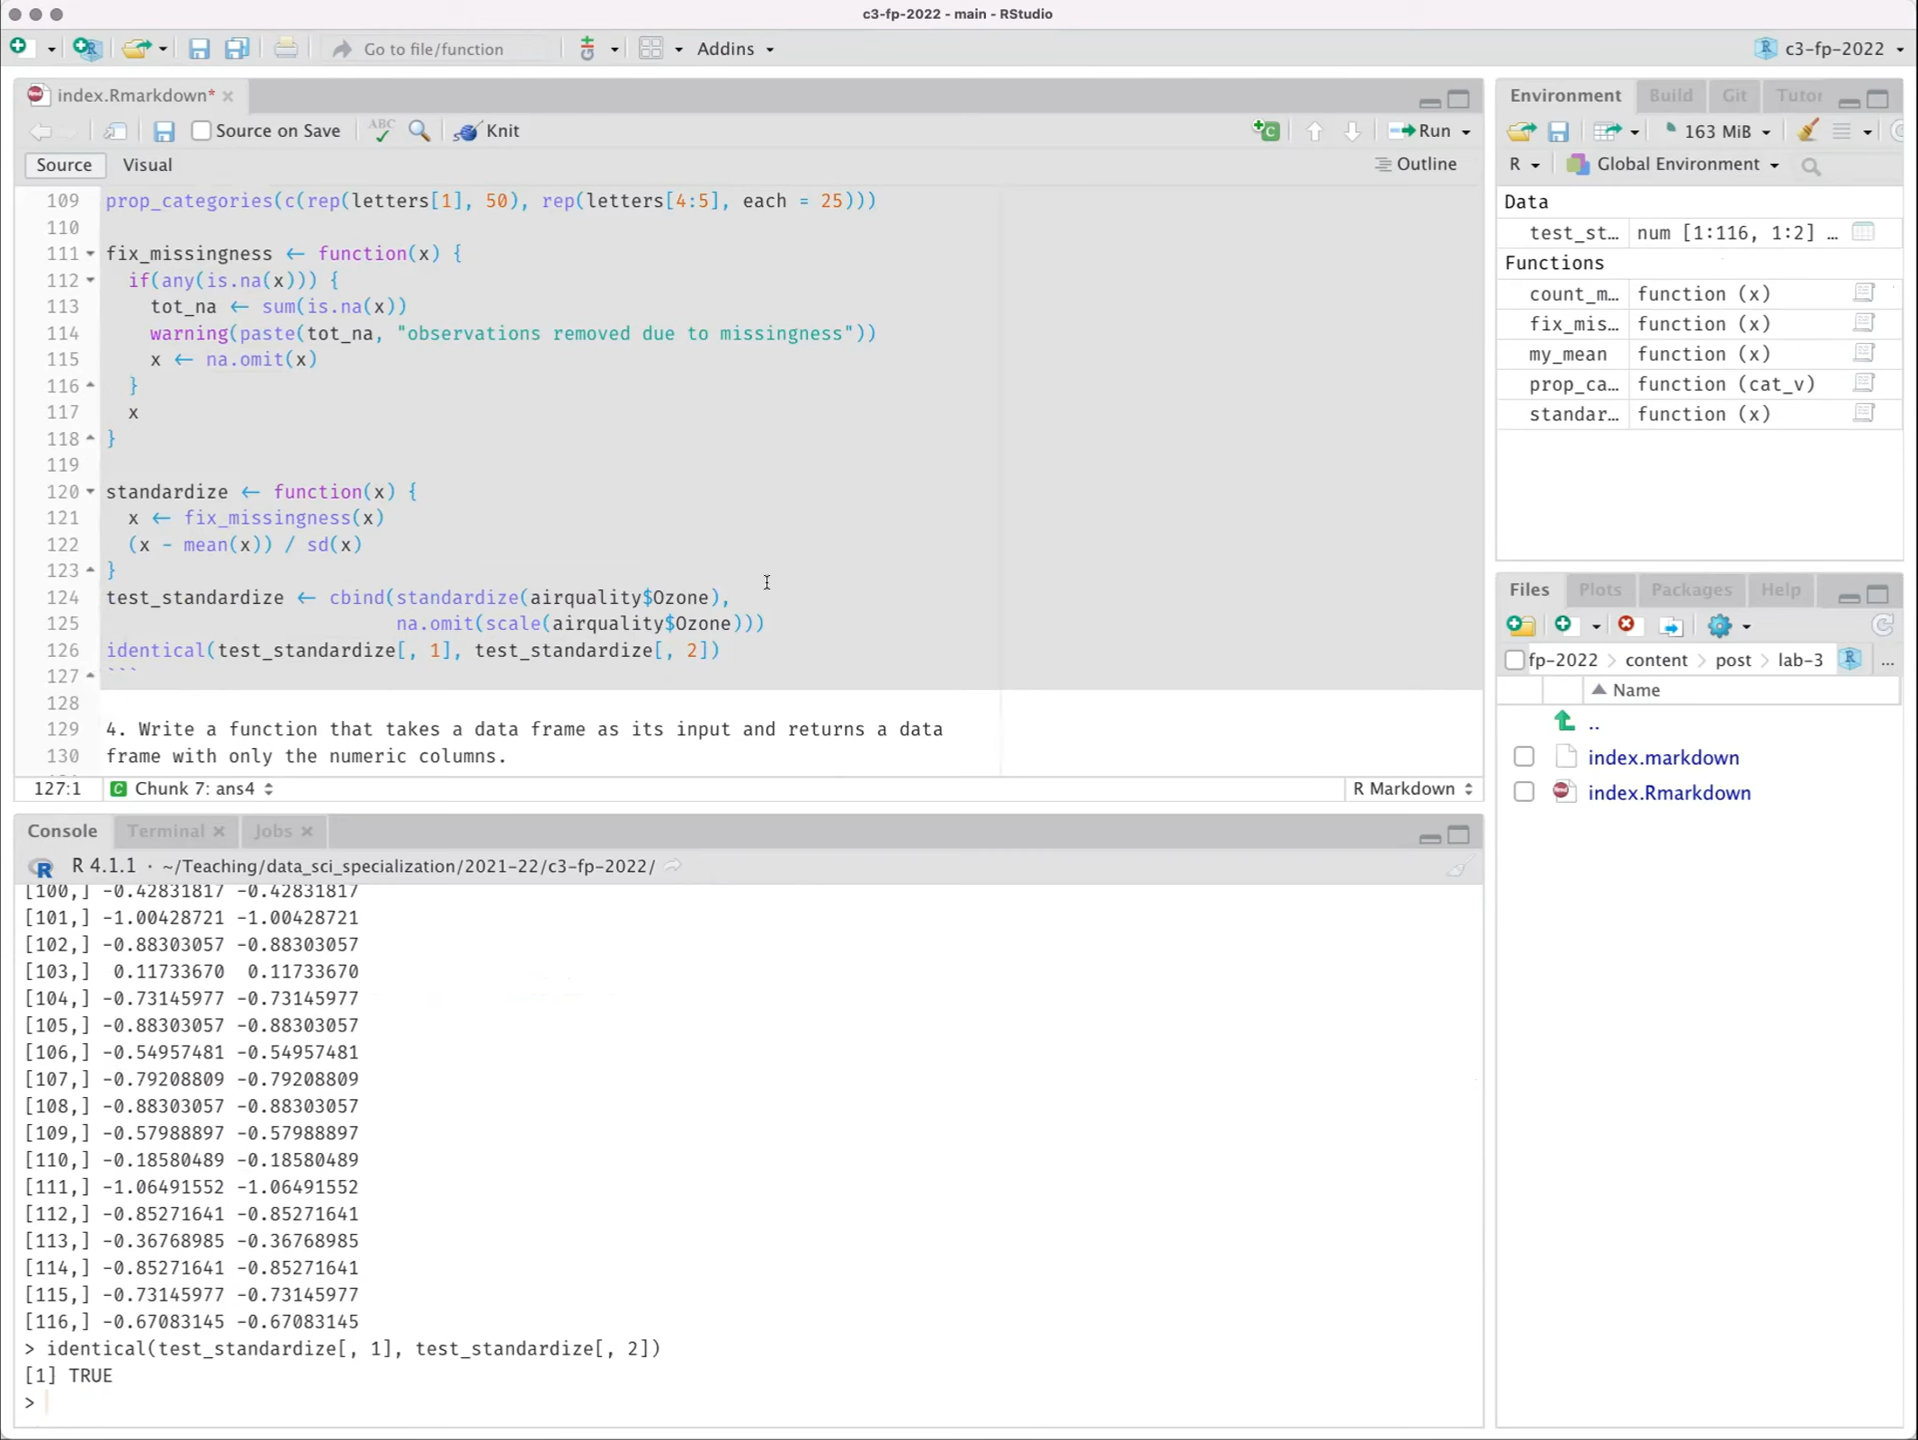 c3-fp-2022 - main - RStudio
Go to file/function
Addins
c3-fp-2022
index.Rmarkdown*
Source on Save
ABC
Knit
Run
Source
Visual
Outline
109 prop_categories(c(rep(letters[1], 50), rep(letters[4:5], each = 25)))
110
111 fix_missingness ← function(x) {
112   if(any(is.na(x))) {
113     tot_na ← sum(is.na(x))
114     warning(paste(tot_na, "observations removed due to missingness"))
115     x ← na.omit(x)
116   }
117   x
118 }
119
120 standardize ← function(x) {
121   x ← fix_missingness(x)
122   (x - mean(x)) / sd(x)
123 }
124 test_standardize ← cbind(standardize(airquality$Ozone),
125                           na.omit(scale(airquality$Ozone)))
126 identical(test_standardize[, 1], test_standardize[, 2])
127 ```
128
129 4. Write a function that takes a data frame as its input and returns a data
130 frame with only the numeric columns.
127:1
Chunk 7: ans4
R Markdown
Console
Terminal
Jobs
R 4.1.1 · ~/Teaching/data_sci_specialization/2021-22/c3-fp-2022/
[100,] -0.42831817 -0.42831817
[101,] -1.00428721 -1.00428721
[102,] -0.88303057 -0.88303057
[103,]  0.11733670  0.11733670
[104,] -0.73145977 -0.73145977
[105,] -0.88303057 -0.88303057
[106,] -0.54957481 -0.54957481
[107,] -0.79208809 -0.79208809
[108,] -0.88303057 -0.88303057
[109,] -0.57988897 -0.57988897
[110,] -0.18580489 -0.18580489
[111,] -1.06491552 -1.06491552
[112,] -0.85271641 -0.85271641
[113,] -0.36768985 -0.36768985
[114,] -0.85271641 -0.85271641
[115,] -0.73145977 -0.73145977
[116,] -0.67083145 -0.67083145
> identical(test_standardize[, 1], test_standardize[, 2])
[1] TRUE
>
Environment
Build
Git
Tutor
163 MiB
R
Global Environment
Data
test_st… num [1:116, 1:2] …
Functions
count_m… function (x)
fix_mis… function (x)
my_mean function (x)
prop_ca… function (cat_v)
standar… function (x)
Files
Plots
Packages
Help
fp-2022 > content > post > lab-3
...
Name
..
index.markdown
index.Rmarkdown